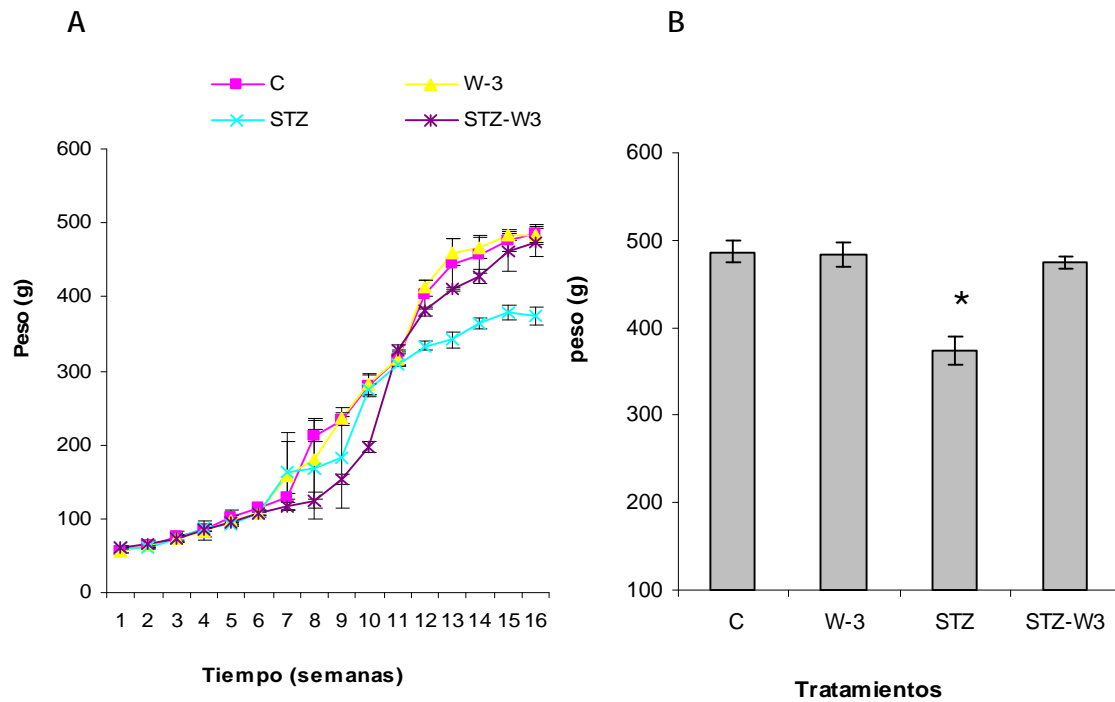 A
B
C
W-3
STZ
STZ-W3
600
500
400
300
200
100
0
Peso (g)
1 2 3 4 5 6 7 8 9 10 11 12 13 14 15 16
Tiempo (semanas)
600
500
400
300
200
100
peso (g)
*
C W-3 STZ STZ-W3
Tratamientos